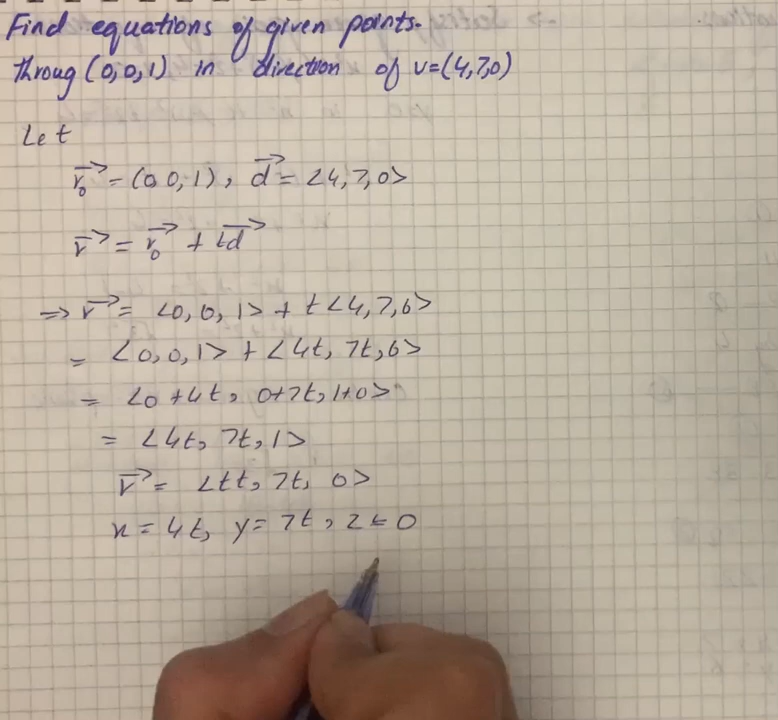 Find equations of given points.
Throug (0,0,1) in direction of v=(4,7,0)
Let
r₀→ = (0 0, 1), d→ = <4,7,0>
r→ = r₀→ + td→
=> r→ = <0, 0, 1> + t<4,7,6>
= <0,0,1> + <4t, 7t,6>
= <0+4t, 0+7t, 1+0>
= <4t, 7t, 1>
r→ = <tt, 7t, 0>
x = 4t, y = 7t, z = 0